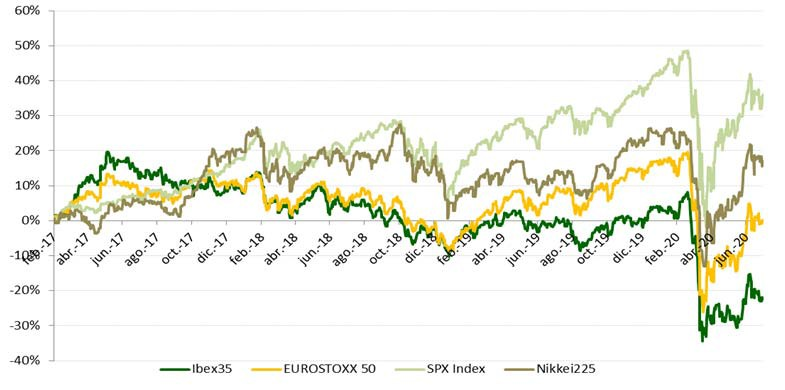 60%
50%
40%
30%
20%
10%
0%
-10%
-20%
-30%
-40%
abr.-17
jun.-17
ago.-17
oct.-17
dic.-17
feb.-18
abr.-18
jun.-18
ago.-18
oct.-18
dic.-18
feb.-19
abr.-19
jun.-19
ago.-19
oct.-19
dic.-19
feb.-20
abr.-20
jun.-20
Ibex35 EUROSTOXX 50 SPX Index Nikkei225